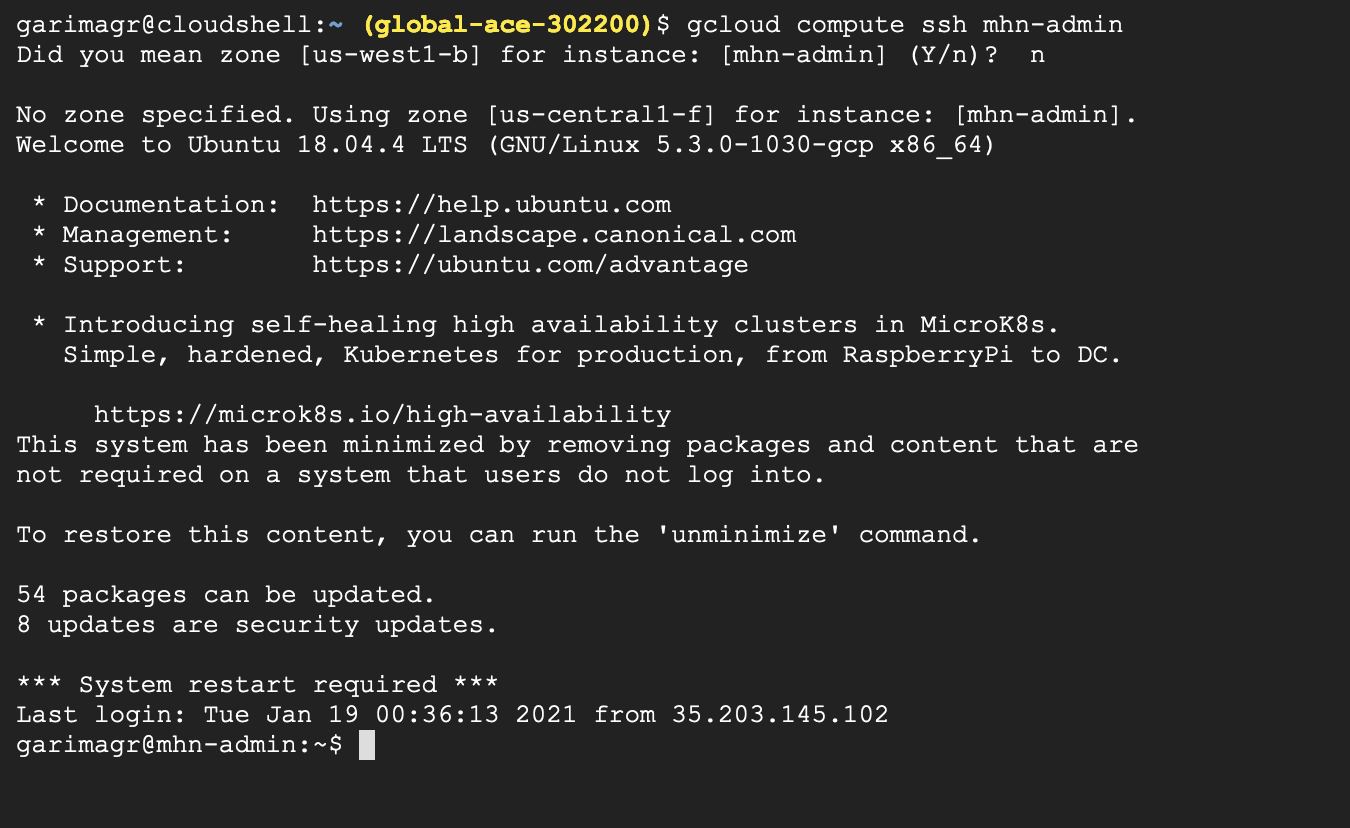 garimagr@cloudshell:~ (global-ace-302200)$ gcloud compute ssh mhn-admin
Did you mean zone [us-west1-b] for instance: [mhn-admin] (Y/n)?  n
No zone specified. Using zone [us-central1-f] for instance: [mhn-admin].
Welcome to Ubuntu 18.04.4 LTS (GNU/Linux 5.3.0-1030-gcp x86_64)
 * Documentation:  https://help.ubuntu.com
 * Management:     https://landscape.canonical.com
 * Support:        https://ubuntu.com/advantage
 * Introducing self-healing high availability clusters in MicroK8s.
   Simple, hardened, Kubernetes for production, from RaspberryPi to DC.
     https://microk8s.io/high-availability
This system has been minimized by removing packages and content that are
not required on a system that users do not log into.
To restore this content, you can run the 'unminimize' command.
54 packages can be updated.
8 updates are security updates.
*** System restart required ***
Last login: Tue Jan 19 00:36:13 2021 from 35.203.145.102
garimagr@mhn-admin:~$